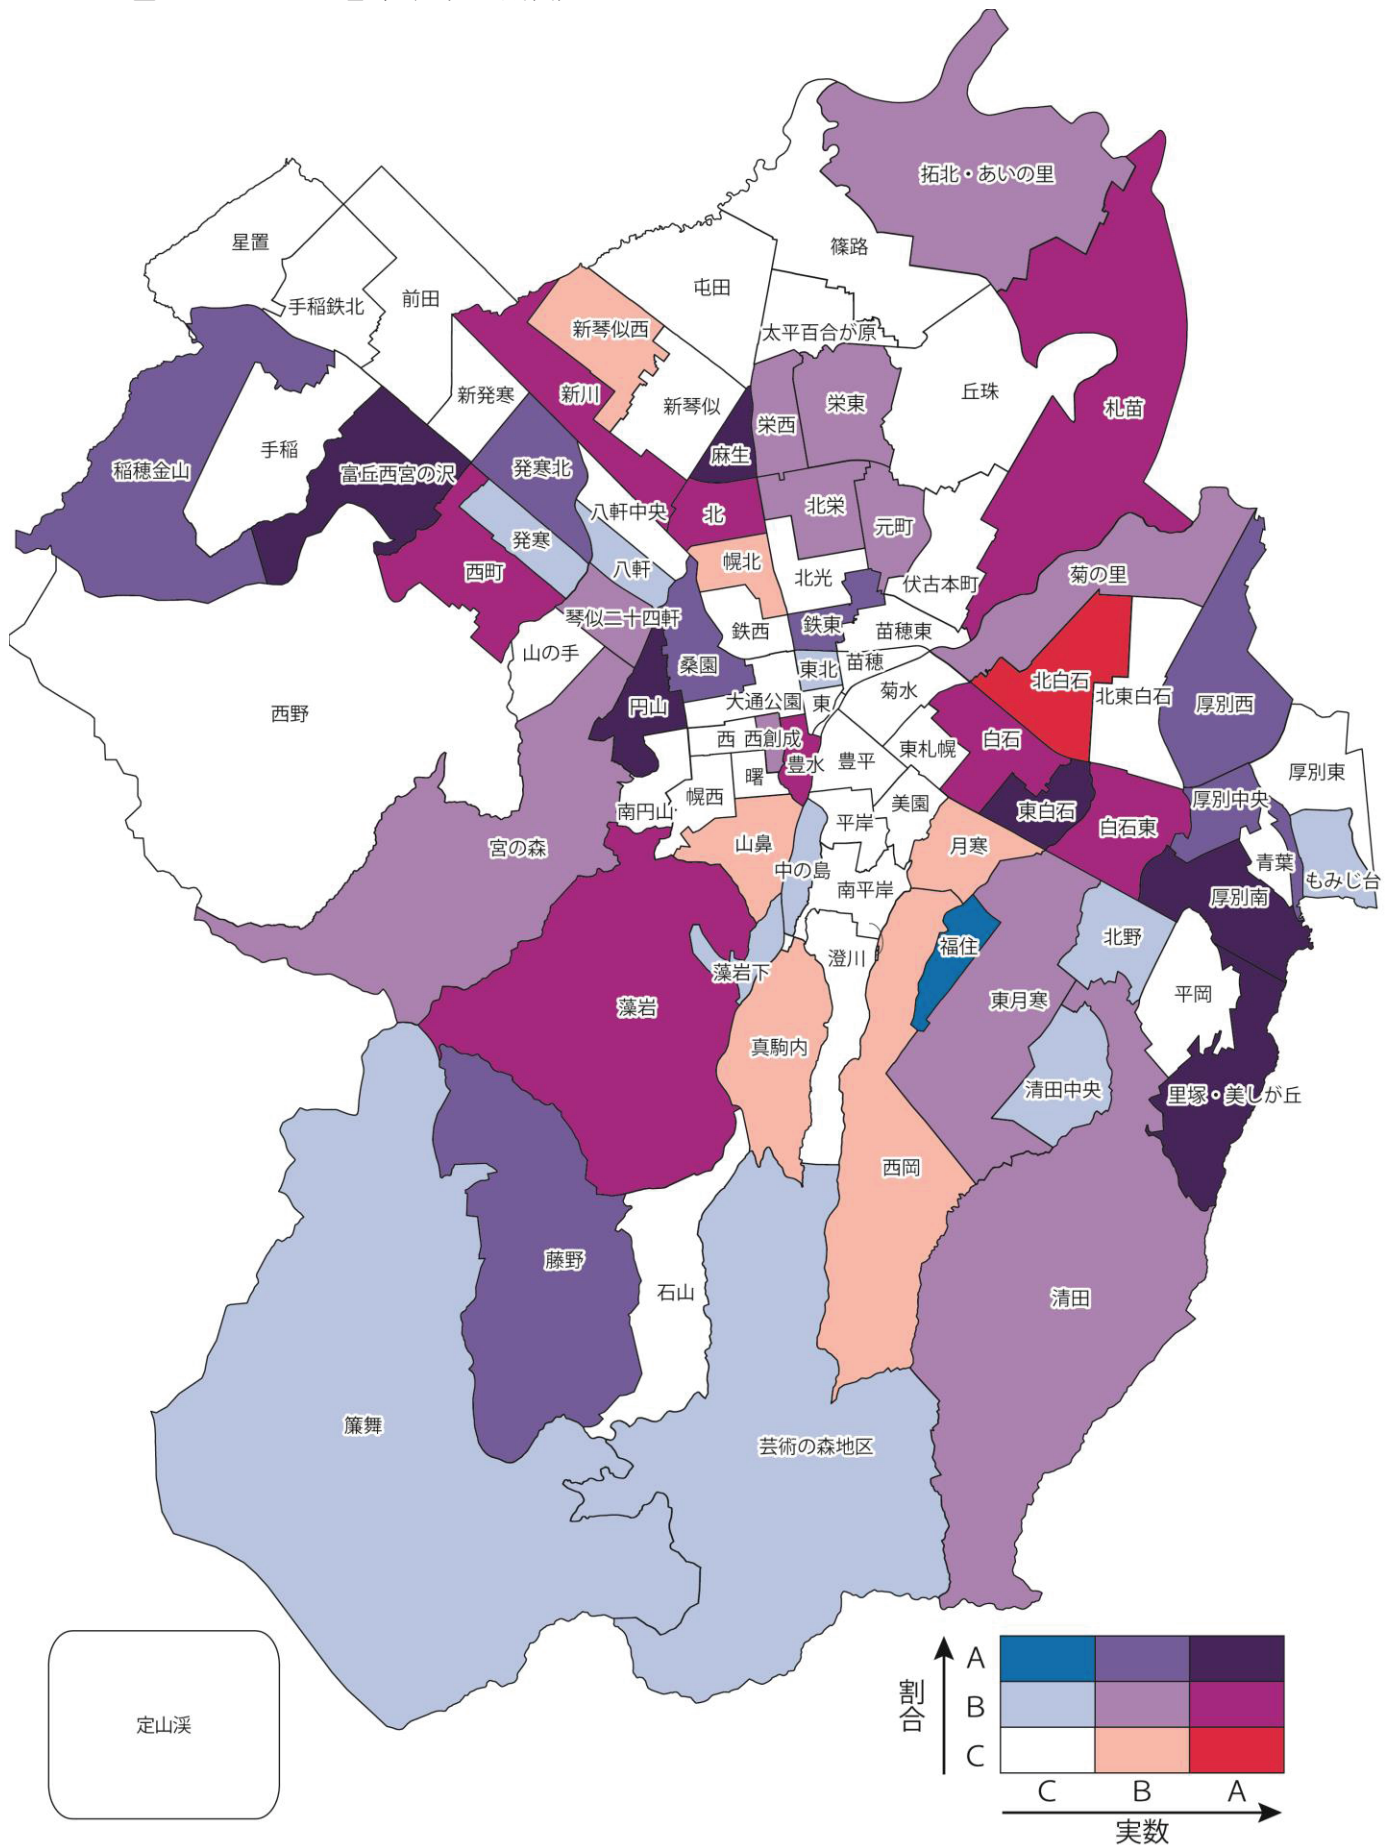 拓北・あいの里
星置
篠路
屯田
前田
手稲鉄北
新琴似西
太平百合が原
新発寒
新川
新琴似
栄東
丘珠
札苗
栄西
手稲
麻生
稲穂金山
富丘西宮の沢
発寒北
北栄
八軒中央
北
元町
発寒
幌北
西町
八軒
北光
菊の里
伏古本町
琴似二十四軒
鉄西
鉄東
苗穂東
山の手
桑園
東北
苗穂
北白石
菊水
北東白石
大通公園
東
厚別西
円山
西野
西
西創成
白石
東札幌
豊水
豊平
曙
厚別東
幌西
美園
厚別中央
南円山
東白石
平岸
白石東
山鼻
月寒
宮の森
青葉
中の島
もみじ台
南平岸
厚別南
北野
福住
澄川
藻岩下
平岡
東月寒
藻岩
真駒内
清田中央
里塚・美しが丘
西岡
藤野
石山
清田
簾舞
芸術の森地区
定山渓
割合
A
B
C
C B A
実数